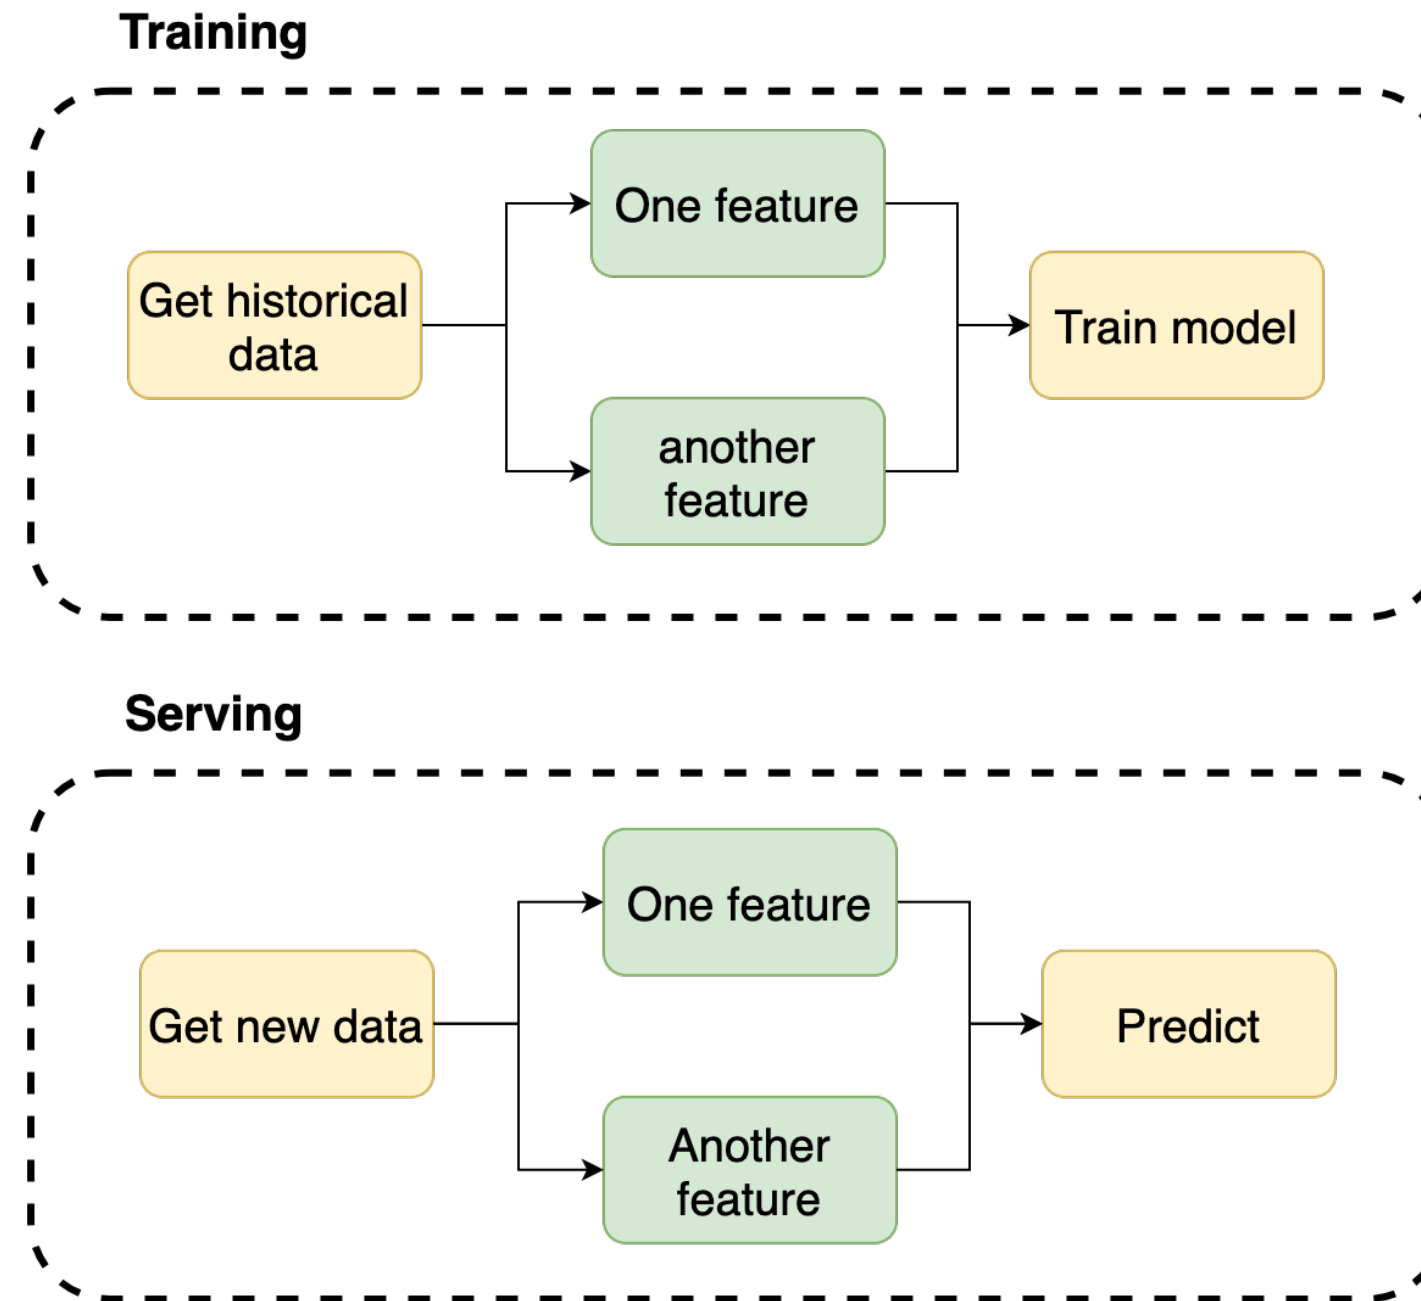 Training
One feature
Get historical
data
Train model
another
feature
Serving
One feature
Get new data
Predict
Another
feature